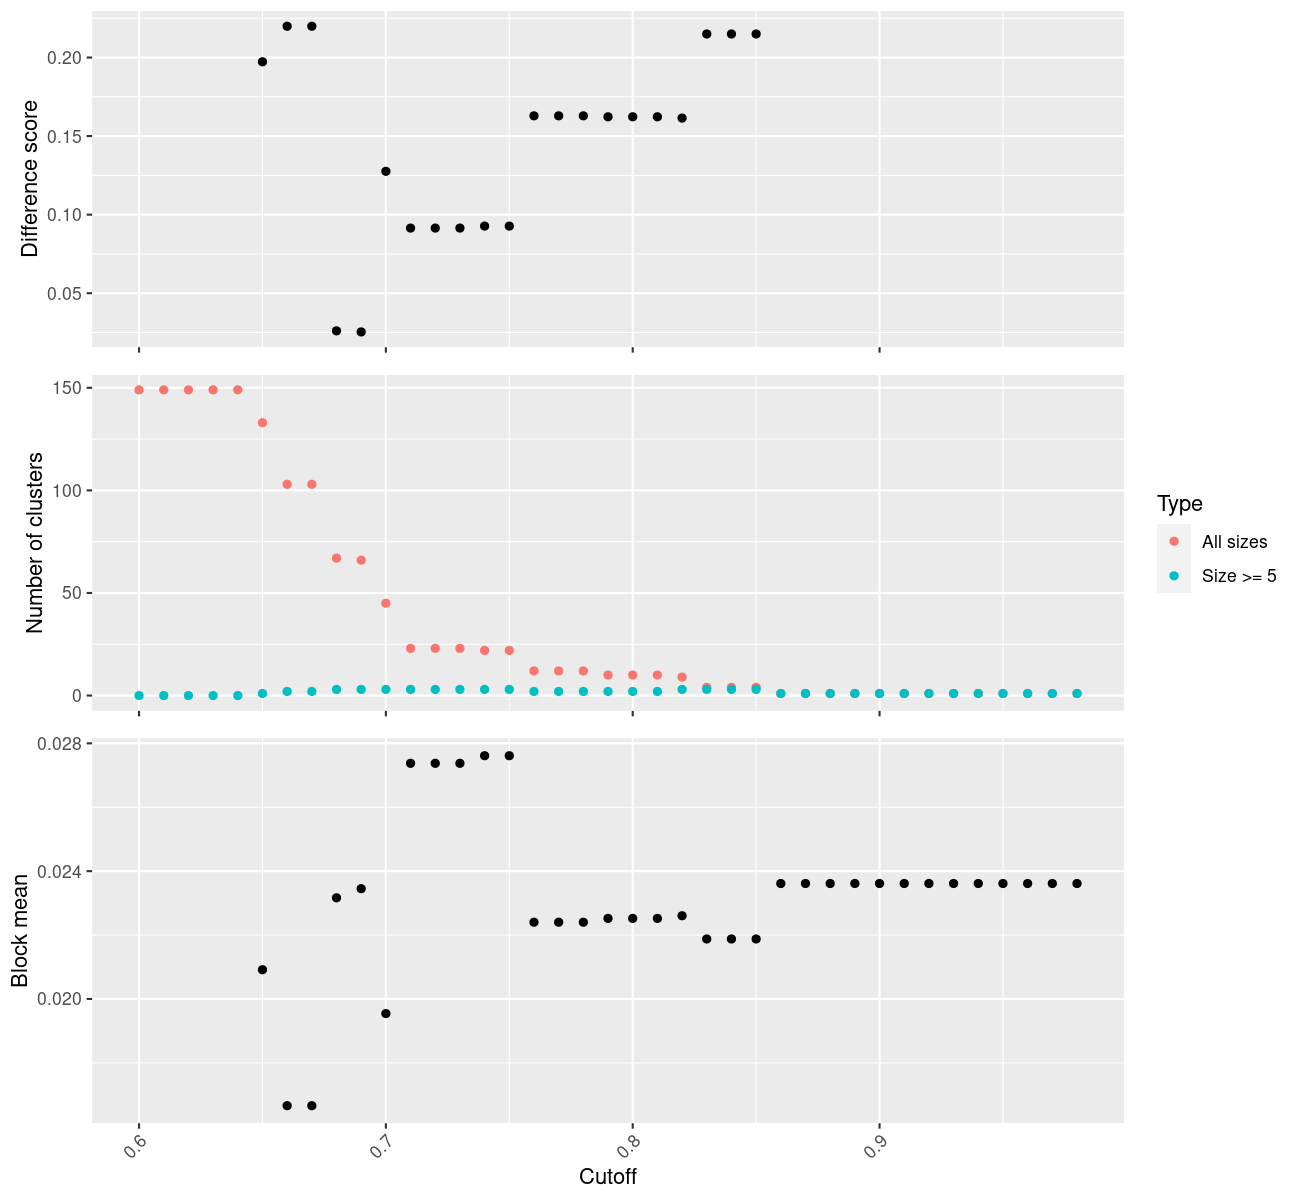 Difference score
0.20
0.15
0.10
0.05
Number of clusters
150
100
50
0
Type
All sizes
Size >= 5
Block mean
0.028
0.024
0.020
0.6
0.7
0.8
0.9
Cutoff